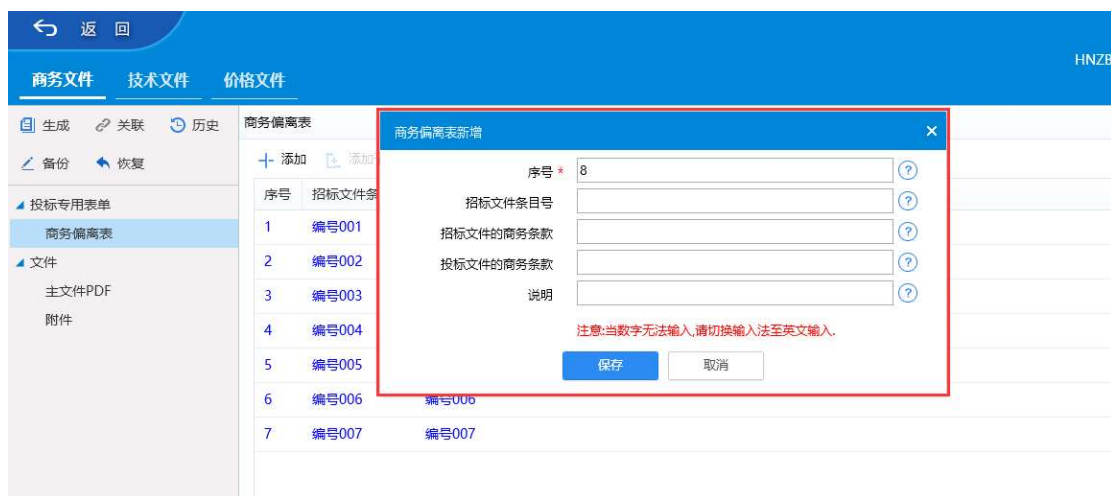 返 回
HNZB
商务文件 技术文件 价格文件
生成 关联 历史
备份 恢复
投标专用表单
商务偏离表
文件
主文件PDF
附件
商务偏离表
添加 添加
序号 招标文件条
1 编号001
2 编号002
3 编号003
4 编号004
5 编号005
6 编号006 编号006
7 编号007 编号007
商务偏离表新增 ×
序号 * 8 ?
招标文件条目号 ?
招标文件的商务条款 ?
投标文件的商务条款 ?
说明 ?
注意:当数字无法输入,请切换输入法至英文输入.
保存 取消